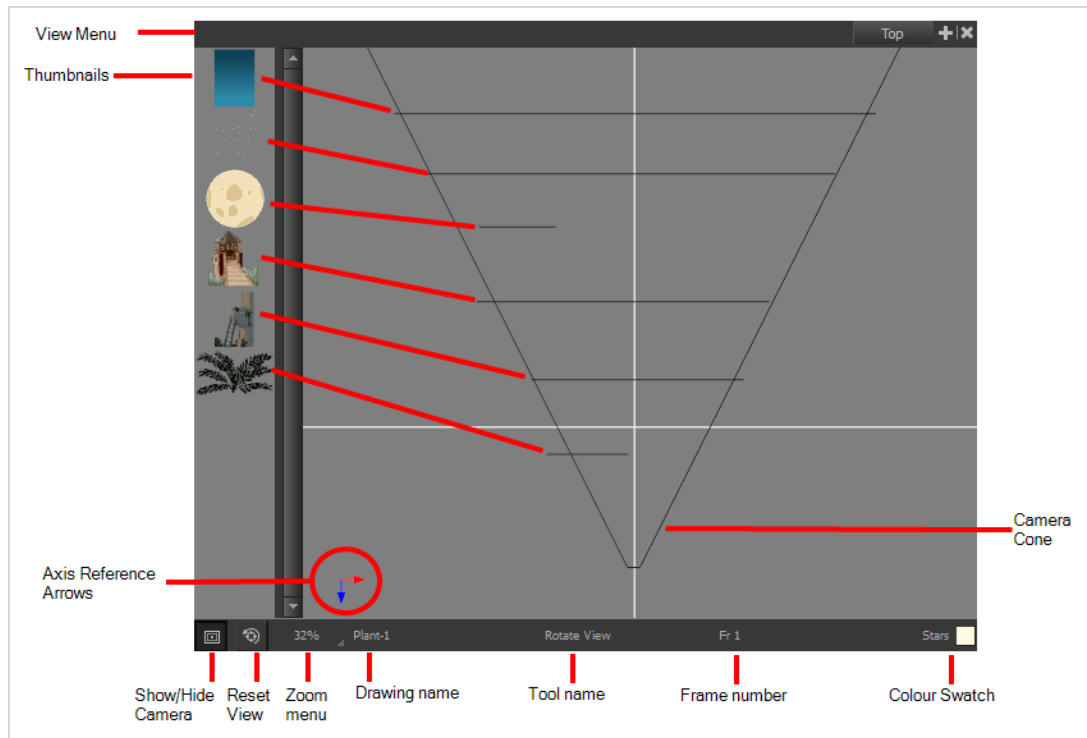 View Menu
Top
Thumbnails
Camera
Cone
Axis Reference
Arrows
32%
Plant-1
Rotate View
Fr 1
Stars
Show/Hide
Camera
Reset
View
Zoom
menu
Drawing name
Tool name
Frame number
Colour Swatch